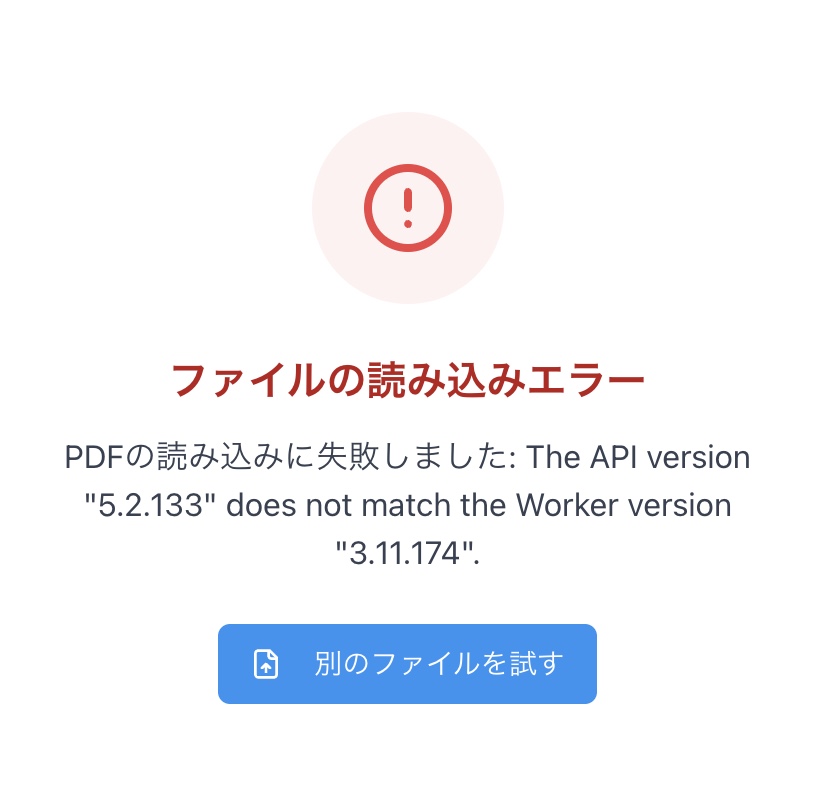 ファイルの読み込みエラー
PDFの読み込みに失敗しました: The API version
"5.2.133" does not match the Worker version
"3.11.174".
別のファイルを試す